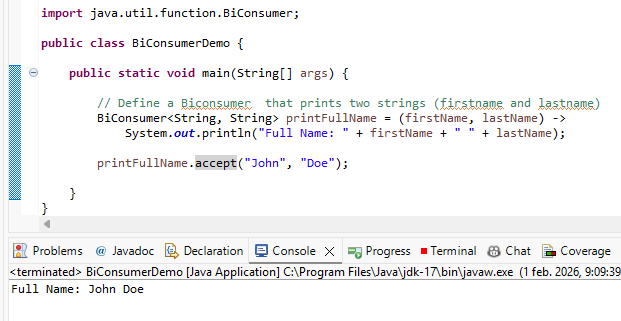 import java.util.function.BiConsumer;
public class BiConsumerDemo {
public static void main(String[] args) {
// Define a Biconsumer  that prints two strings (firstname and lastname)
BiConsumer<String, String> printFullName = (firstName, lastName) ->
System.out.println("Full Name: " + firstName + " " + lastName);
printFullName.accept("John", "Doe");
}
}
Problems @ Javadoc Declaration Console Progress Terminal Chat Coverage
<terminated> BiConsumerDemo [Java Application] C:\Program Files\Java\jdk-17\bin\javaw.exe (1 feb. 2026, 9:09:39
Full Name: John Doe